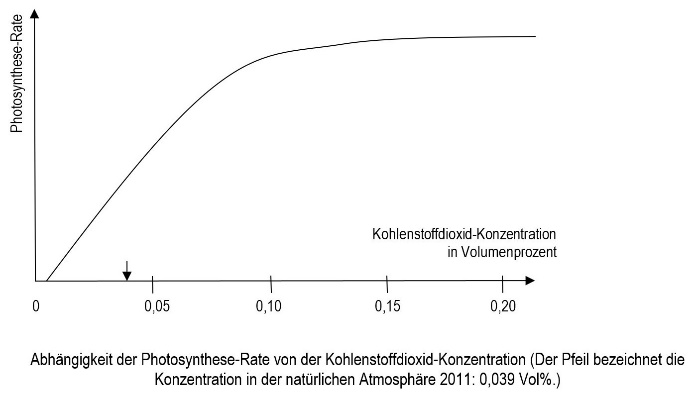 Photosynthese-Rate
Kohlenstoffdioxid-Konzentration
in Volumenprozent
0 0,05 0,10 0,15 0,20
Abhängigkeit der Photosynthese-Rate von der Kohlenstoffdioxid-Konzentration (Der Pfeil bezeichnet die
Konzentration in der natürlichen Atmosphäre 2011: 0,039 Vol%.)